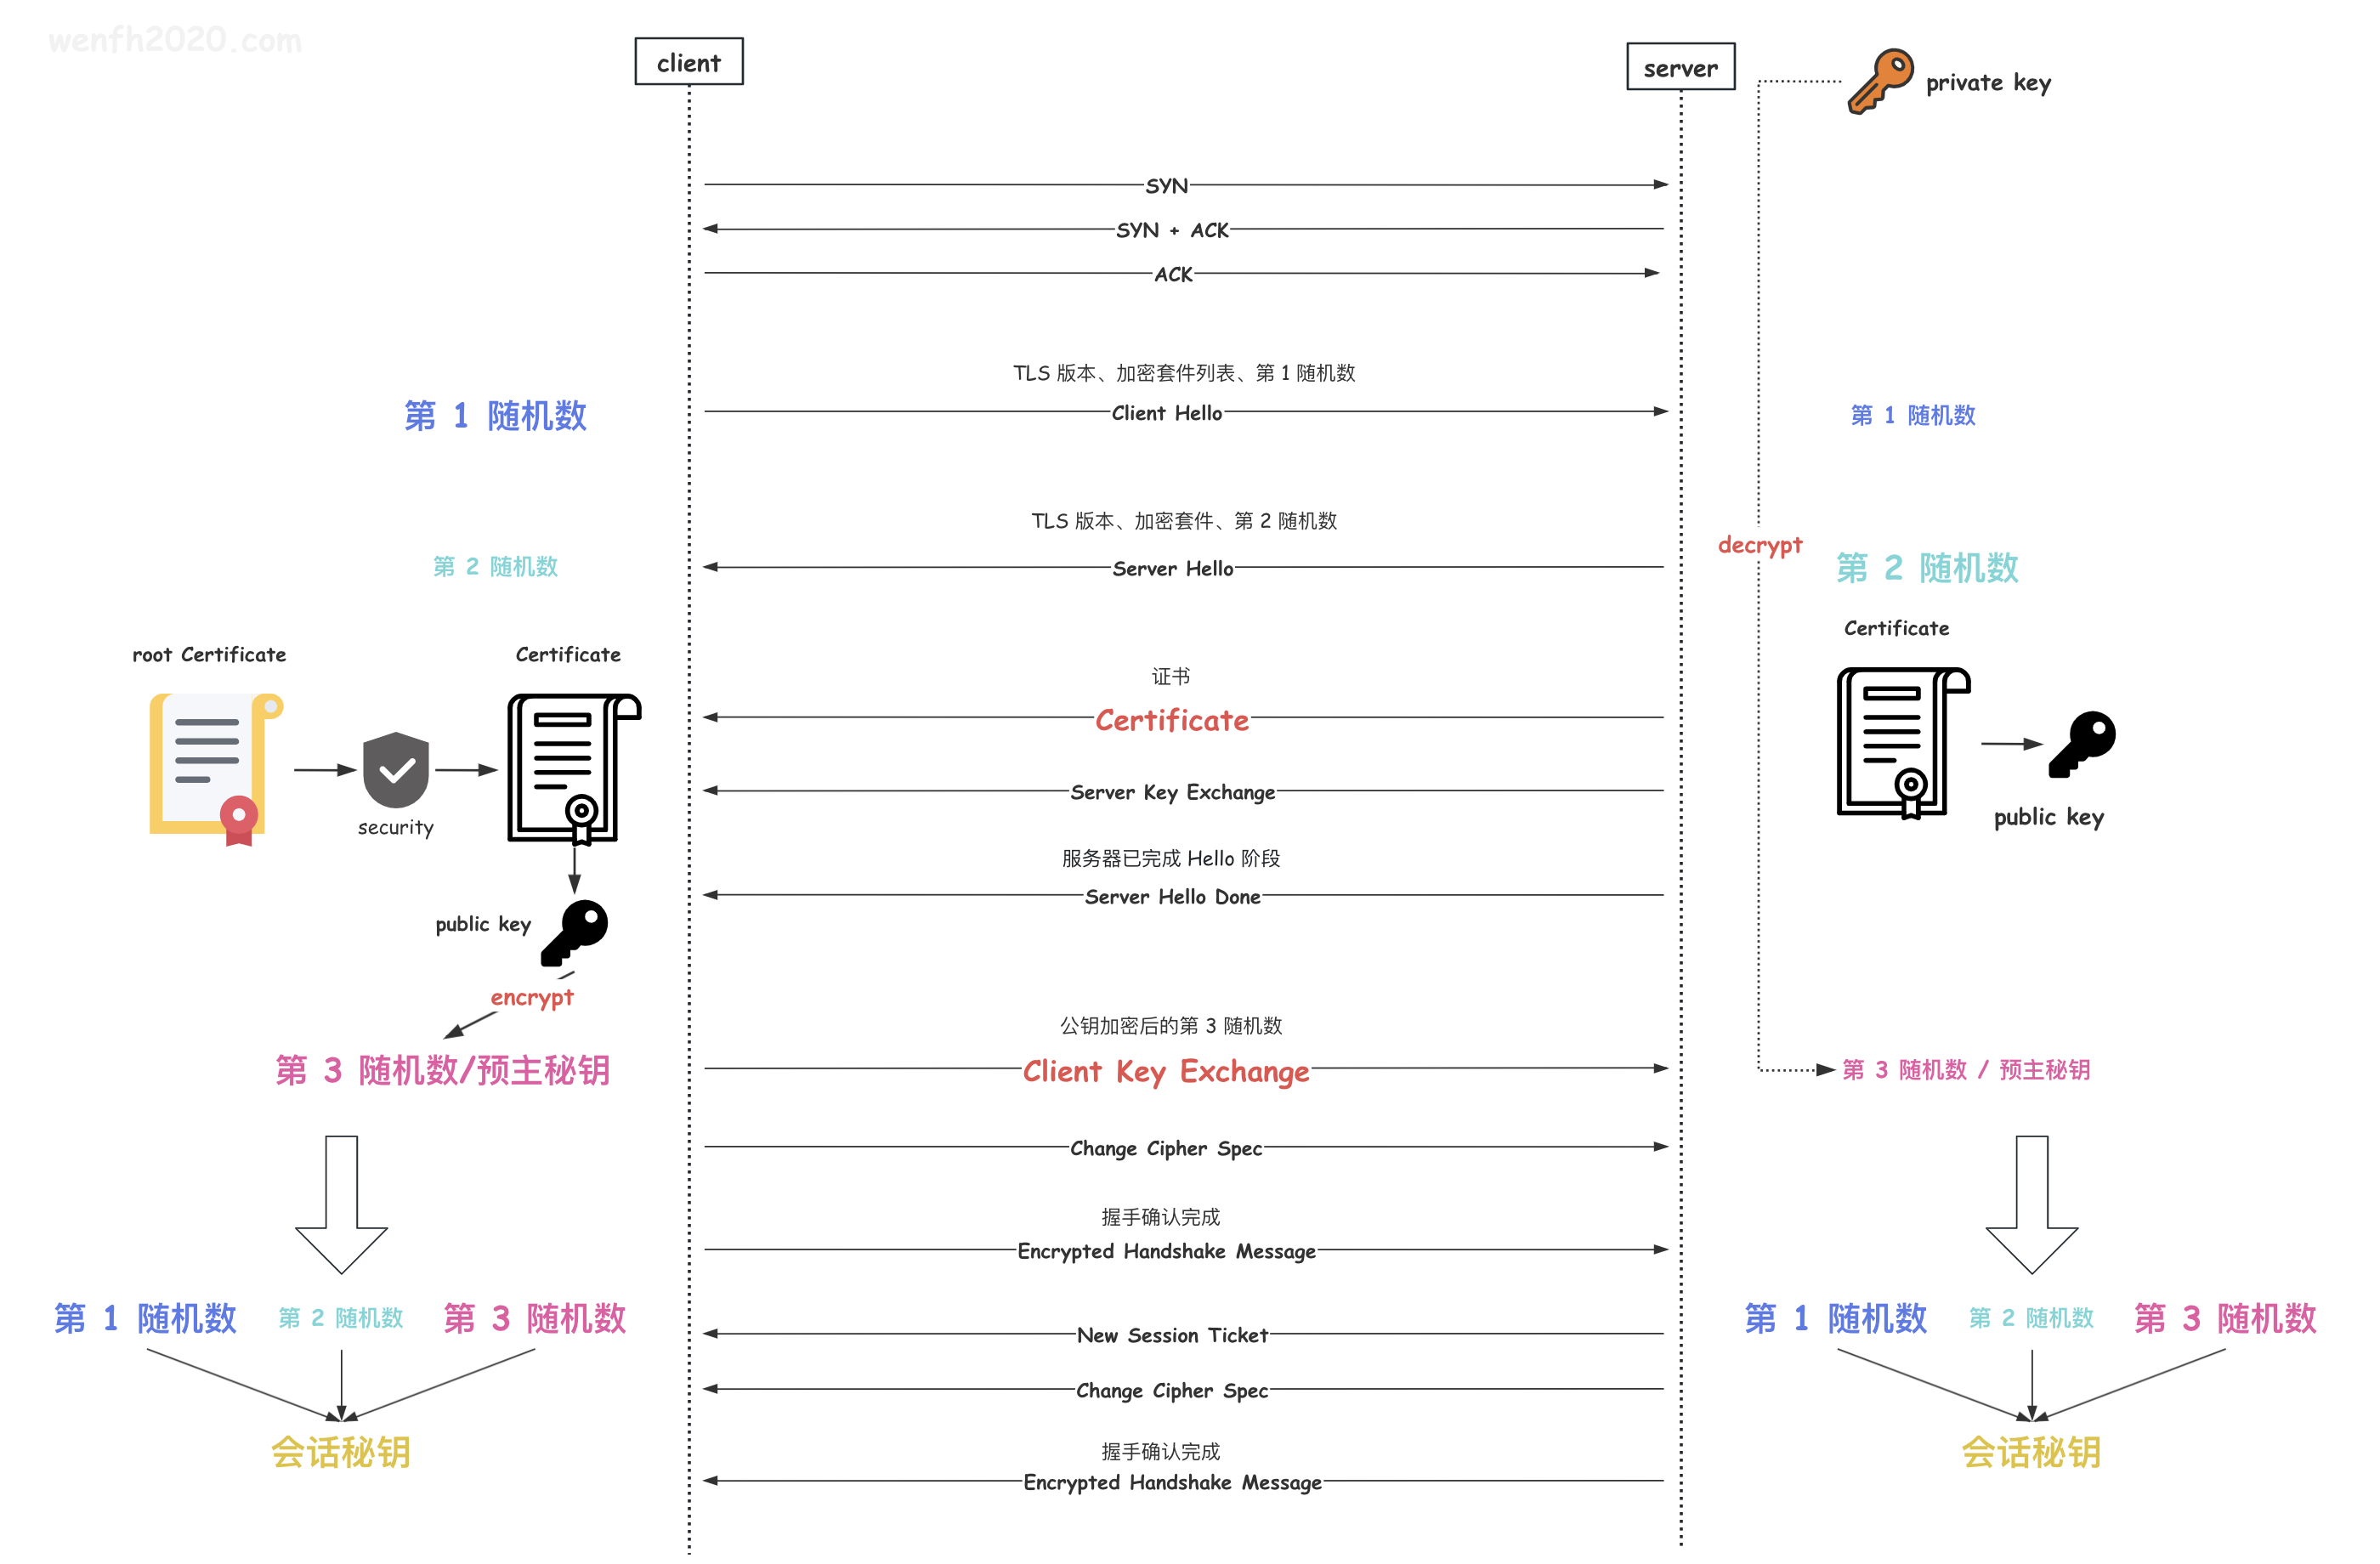 wenfh2020.com
client
server
private key
SYN
SYN + ACK
ACK
TLS 版本、加密套件列表、第 1 随机数
第 1 随机数
Client Hello
第 1 随机数
TLS 版本、加密套件、第 2 随机数
decrypt
第 2 随机数
Server Hello
第 2 随机数
Certificate
root Certificate
Certificate
证书
Certificate
security
Server Key Exchange
public key
服务器已完成 Hello 阶段
Server Hello Done
public key
encrypt
公钥加密后的第 3 随机数
第 3 随机数/预主秘钥
Client Key Exchange
第 3 随机数 / 预主秘钥
Change Cipher Spec
握手确认完成
Encrypted Handshake Message
第 1 随机数
第 2 随机数
第 3 随机数
New Session Ticket
第 1 随机数
第 2 随机数
第 3 随机数
Change Cipher Spec
会话秘钥
握手确认完成
会话秘钥
Encrypted Handshake Message